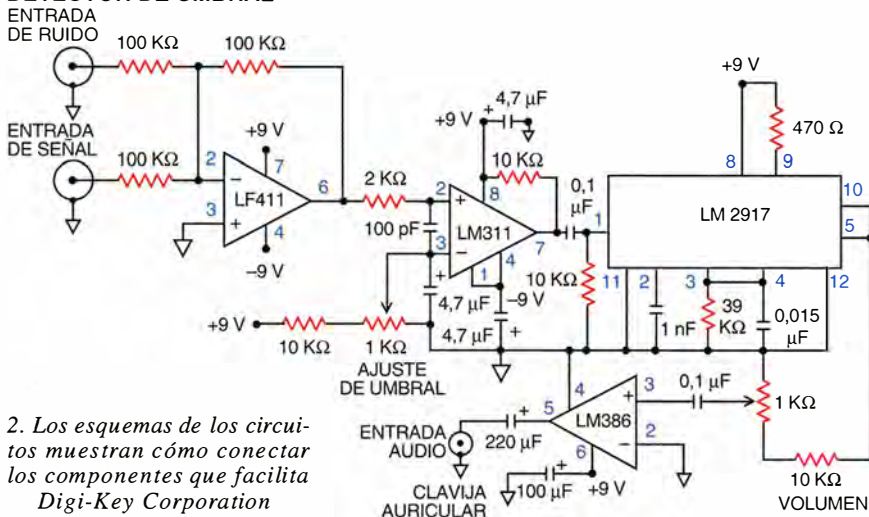 DETECTOR DE UMBRAL
ENTRADA
DE RUIDO
100 KΩ
100 KΩ
ENTRADA
DE SEÑAL
100 KΩ
+9 V
2
7
−
LF411
6
3
+
4
−9 V
2 KΩ
100 pF
+9 V
+
4,7 µF
10 KΩ
8
2
+
LM311
7
3
−
1
4
−9 V
+
4,7 µF
4,7 µF
+
+9 V
10 KΩ
1 KΩ
AJUSTE
DE UMBRAL
0,1
µF
1
10 KΩ
+9 V
470 Ω
8
9
10
LM 2917
5
11
2
3
4
12
1 nF
39
KΩ
0,015
µF
1 KΩ
10 KΩ
VOLUMEN
0,1 µF
4
3
+
5
LM386
2
−
6
+9 V
+
220 µF
+
100 µF
ENTRADA
AUDIO
CLAVIJA
AURICULAR
2. Los esquemas de los circui-
tos muestran cómo conectar
los componentes que facilita
Digi-Key Corporation